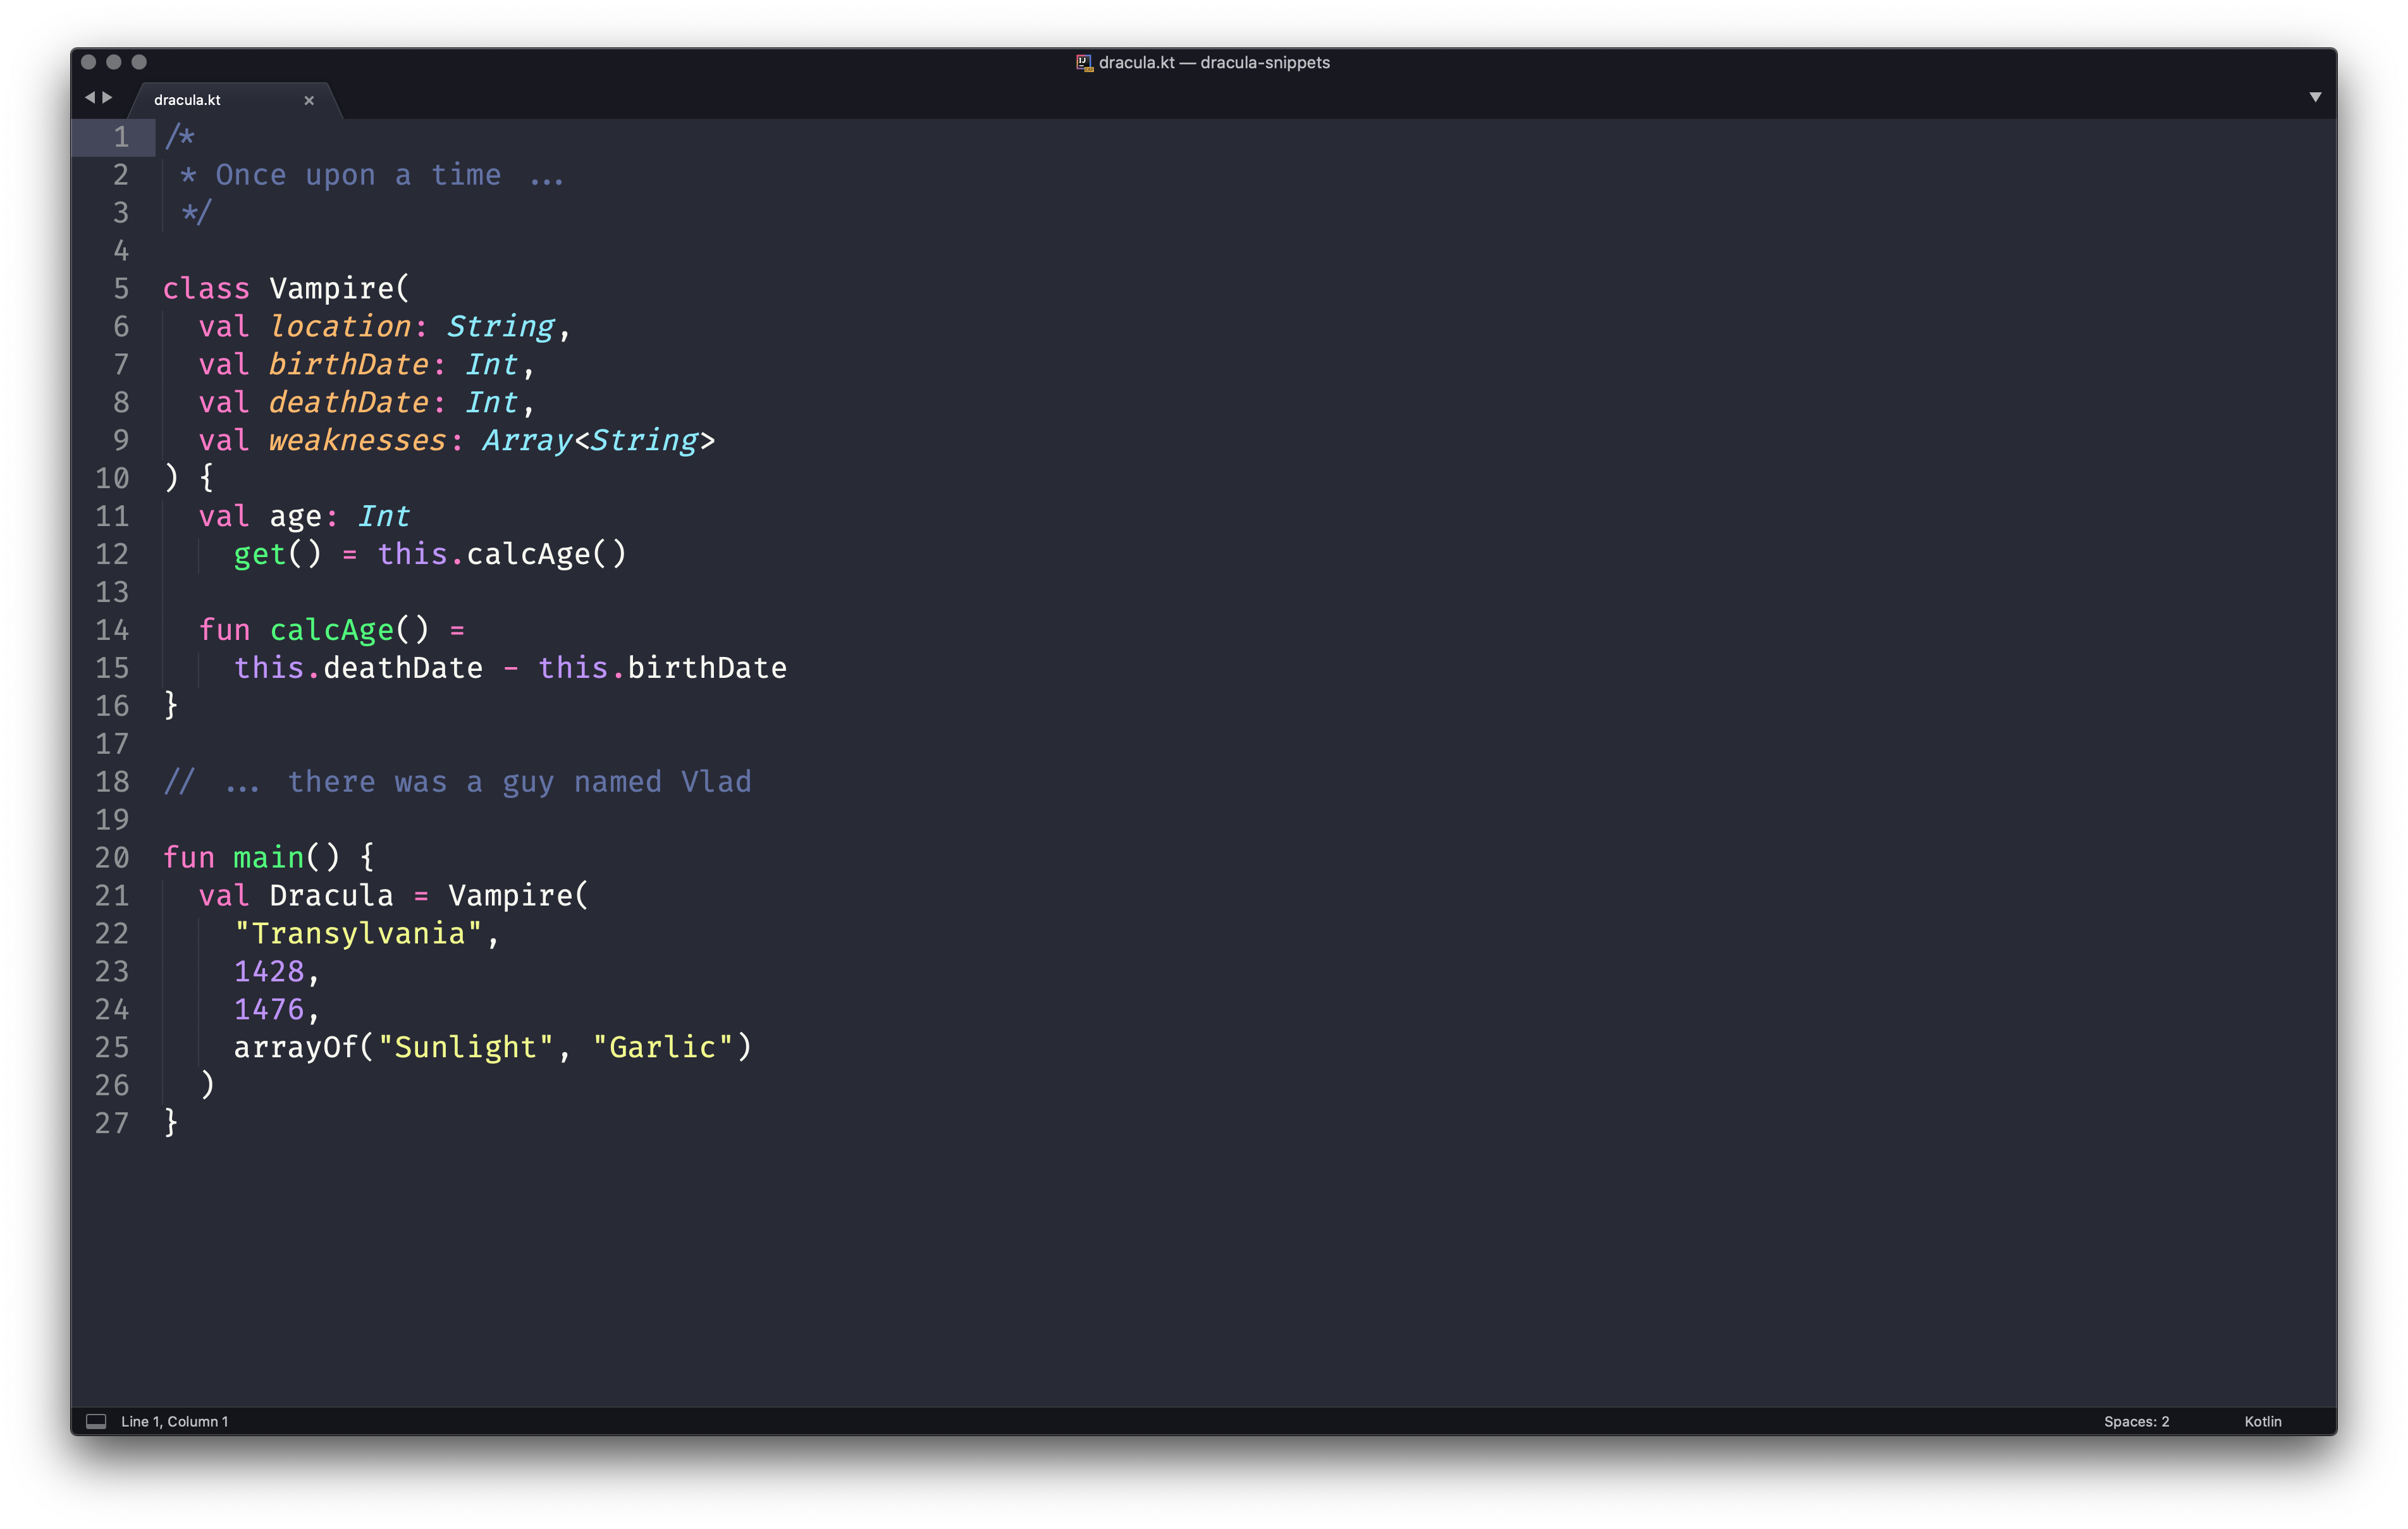 dracula.kt — dracula-snippets
dracula.kt
1 /*
2  * Once upon a time ...
3  */
4
5 class Vampire(
6   val location: String,
7   val birthDate: Int,
8   val deathDate: Int,
9   val weaknesses: Array<String>
10 ) {
11   val age: Int
12     get() = this.calcAge()
13
14   fun calcAge() =
15     this.deathDate - this.birthDate
16 }
17
18 // ... there was a guy named Vlad
19
20 fun main() {
21   val Dracula = Vampire(
22     "Transylvania",
23     1428,
24     1476,
25     arrayOf("Sunlight", "Garlic")
26   )
27 }
Line 1, Column 1 Spaces: 2 Kotlin